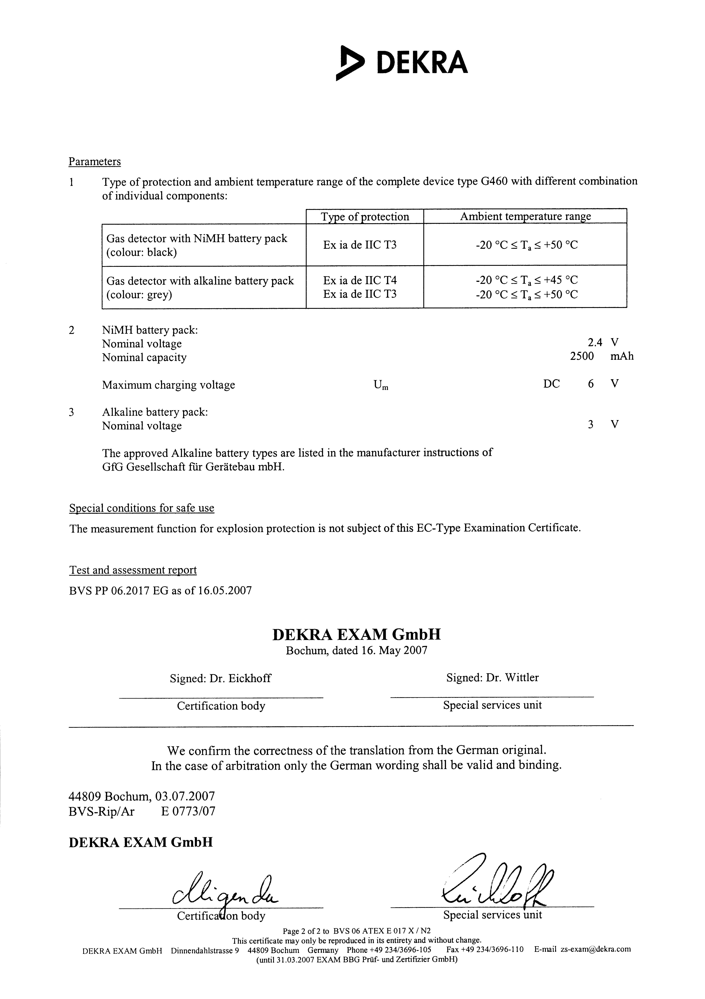 DEKRA
Parameters
1 Type of protection and ambient temperature range of the complete device type G460 with different combination
of individual components:
Type of protection Ambient temperature range
Gas detector with NiMH battery pack
(colour: black)
Ex ia de IIC T3 -20 °C ≤ Ta ≤ +50 °C
Gas detector with alkaline battery pack Ex ia de IIC T4 -20 °C ≤ Ta ≤ +45 °C
(colour: grey) Ex ia de IIC T3 -20 °C ≤ Ta ≤ +50 °C
2 NiMH battery pack:
Nominal voltage 2.4 V
Nominal capacity 2500 mAh
Maximum charging voltage Um DC 6 V
3 Alkaline battery pack:
Nominal voltage 3 V
The approved Alkaline battery types are listed in the manufacturer instructions of
GfG Gesellschaft für Gerätebau mbH.
Special conditions for safe use
The measurement function for explosion protection is not subject of this EC-Type Examination Certificate.
Test and assessment report
BVS PP 06.2017 EG as of 16.05.2007
DEKRA EXAM GmbH
Bochum, dated 16. May 2007
Signed: Dr. Eickhoff Signed: Dr. Wittler
Certification body Special services unit
We confirm the correctness of the translation from the German original.
In the case of arbitration only the German wording shall be valid and binding.
44809 Bochum, 03.07.2007
BVS-Rip/Ar E 0773/07
DEKRA EXAM GmbH
Certification body Special services unit
Page 2 of 2 to BVS 06 ATEX E 017 X / N2
This certificate may only be reproduced in its entirety and without change.
DEKRA EXAM GmbH Dinnendahlstrasse 9 44809 Bochum Germany Phone +49 234/3696-105 Fax +49 234/3696-110 E-mail zs-exam@dekra.com
(until 31.03.2007 EXAM BBG Prüf- und Zertifizier GmbH)